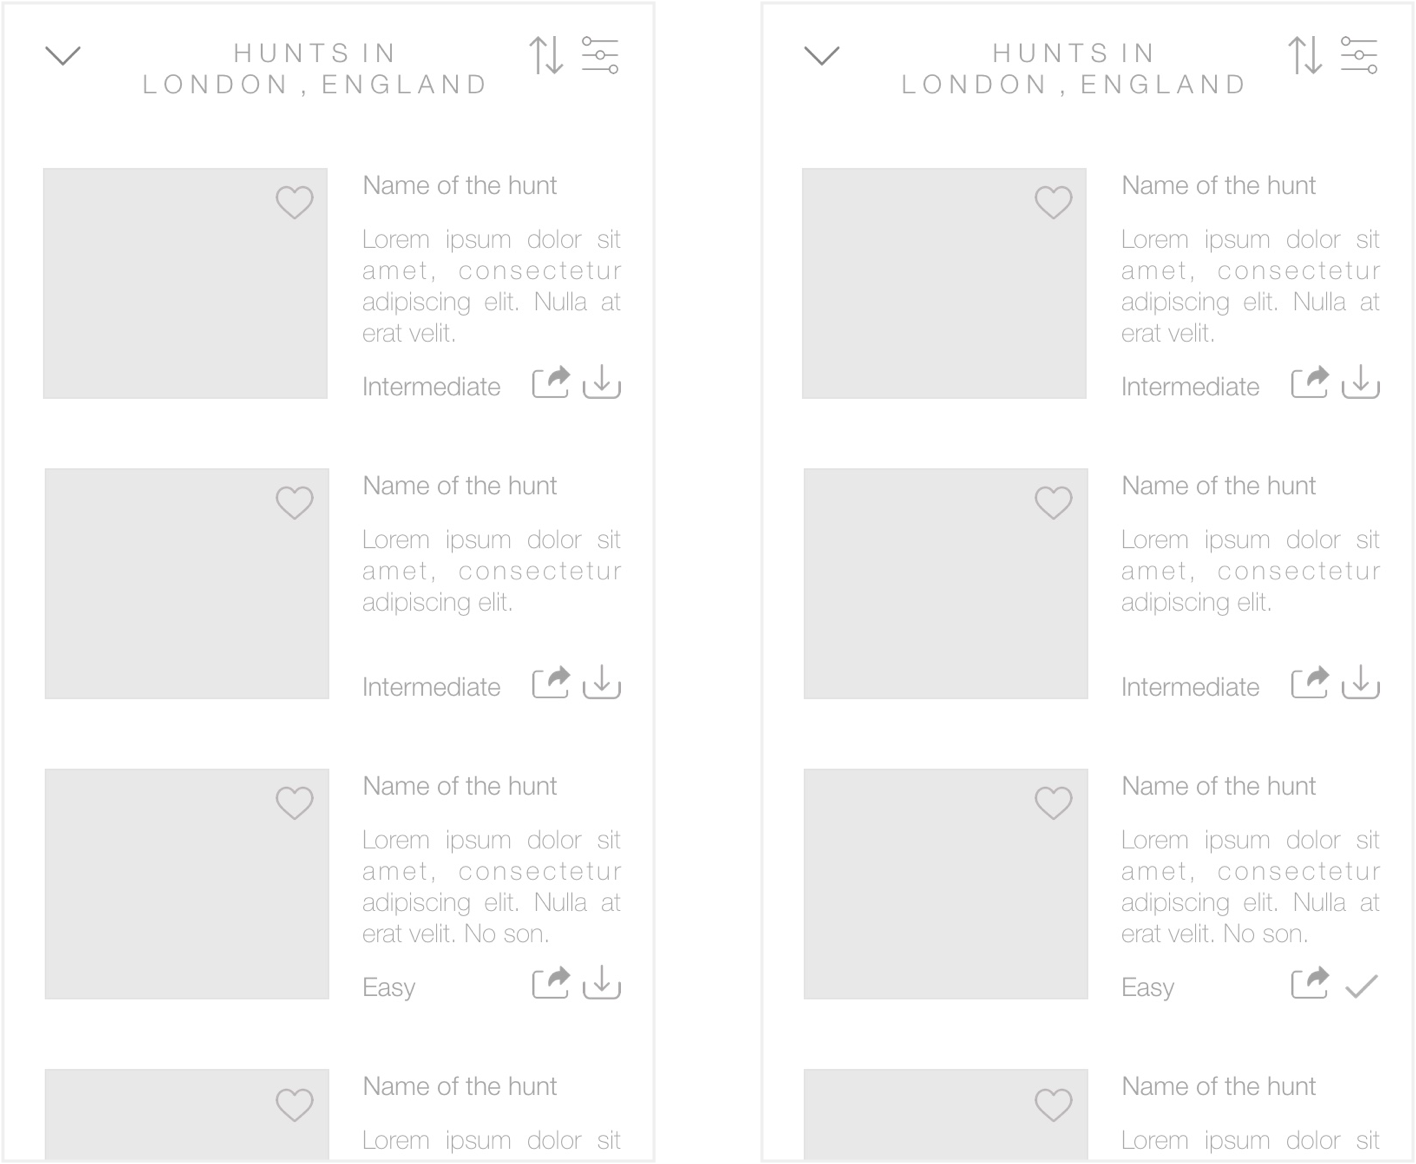 HUNTS IN
LONDON , ENGLAND
Name of the hunt
Lorem ipsum dolor sit
amet, consectetur
adipiscing elit. Nulla at
erat velit.
Intermediate
Name of the hunt
Lorem ipsum dolor sit
amet, consectetur
adipiscing elit.
Intermediate
Name of the hunt
Lorem ipsum dolor sit
amet, consectetur
adipiscing elit. Nulla at
erat velit. No son.
Easy
Name of the hunt
Lorem ipsum dolor sit
HUNTS IN
LONDON , ENGLAND
Name of the hunt
Lorem ipsum dolor sit
amet, consectetur
adipiscing elit. Nulla at
erat velit.
Intermediate
Name of the hunt
Lorem ipsum dolor sit
amet, consectetur
adipiscing elit.
Intermediate
Name of the hunt
Lorem ipsum dolor sit
amet, consectetur
adipiscing elit. Nulla at
erat velit. No son.
Easy
Name of the hunt
Lorem ipsum dolor sit